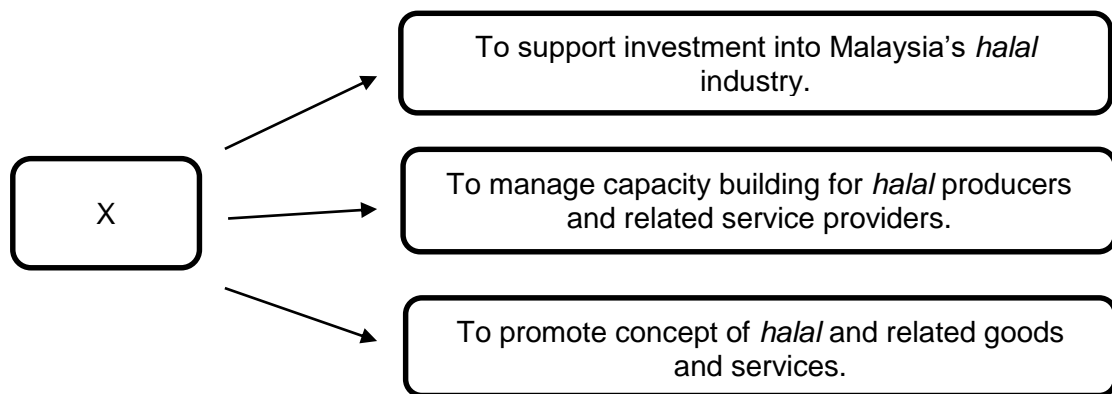 To support investment into Malaysia’s halal
industry.
X
To manage capacity building for halal producers
and related service providers.
To promote concept of halal and related goods
and services.